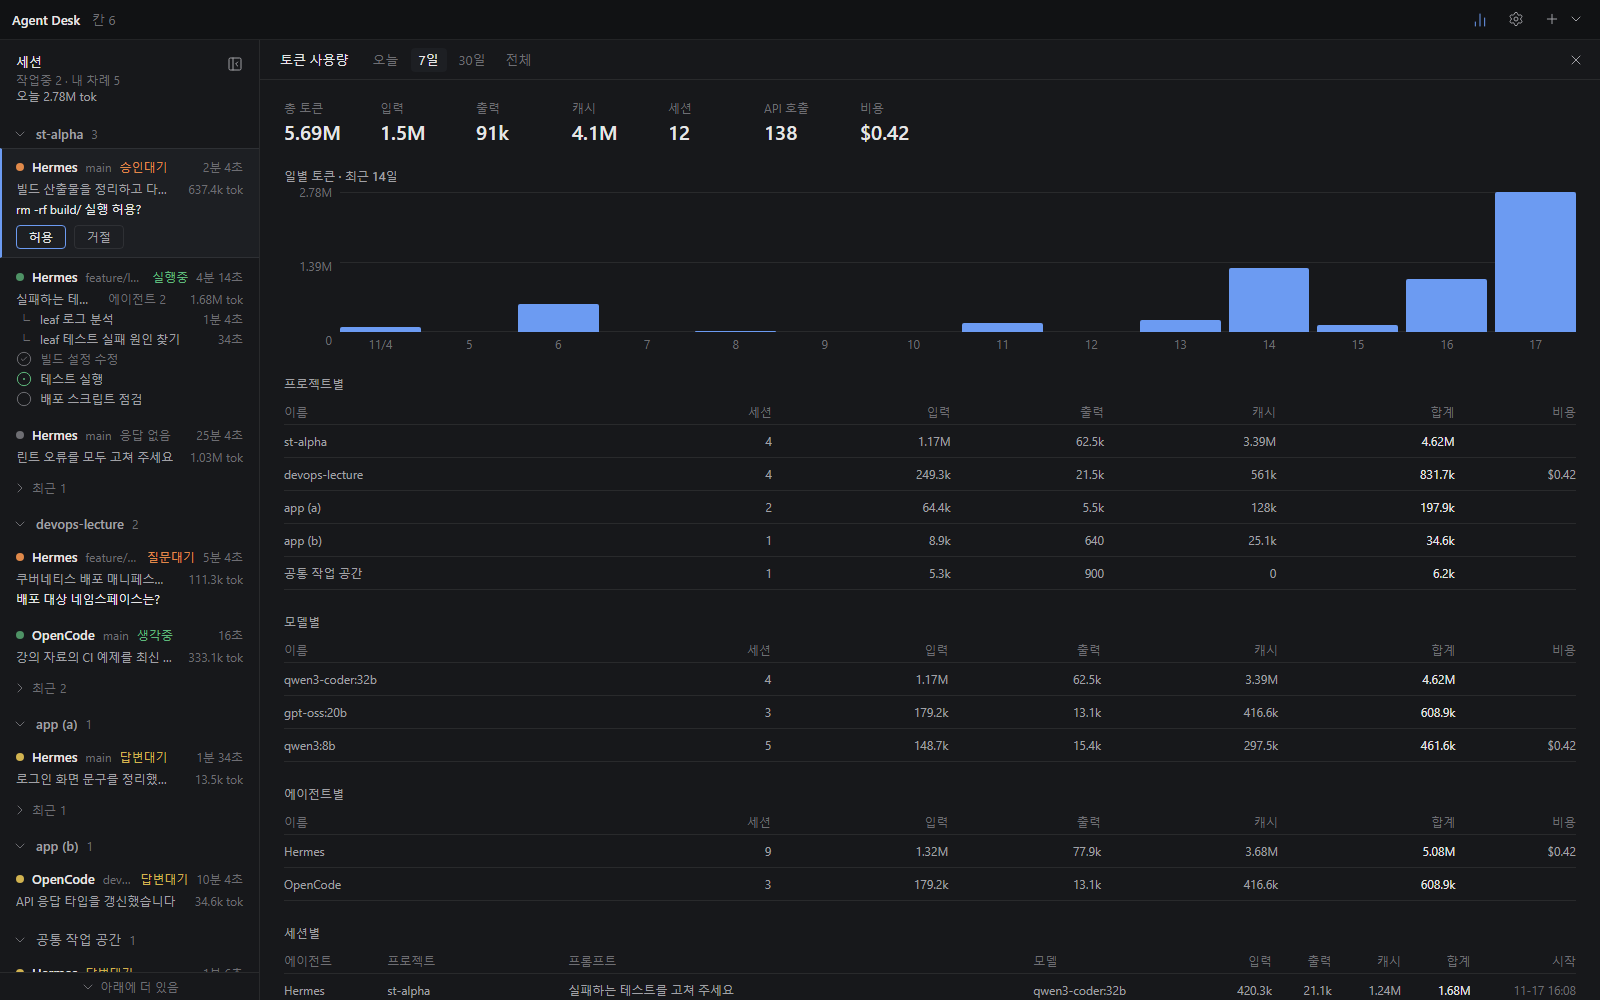 Agent Desk 칸 6
세션
작업중 2 · 내 차례 5
오늘 2.78M tok
st-alpha 3
Hermes main 승인대기 2분 4초
빌드 산출물을 정리하고 다... 637.4k tok
rm -rf build/ 실행 허용?
허용 거절
Hermes feature/l... 실행중 4분 14초
실패하는 테... 에이전트 2 1.68M tok
leaf 로그 분석 1분 4초
leaf 테스트 실패 원인 찾기 34초
빌드 설정 수정
테스트 실행
배포 스크립트 점검
Hermes main 응답 없음 25분 4초
린트 오류를 모두 고쳐 주세요 1.03M tok
최근 1
devops-lecture 2
Hermes feature/... 질문대기 5분 4초
쿠버네티스 배포 매니페스... 111.3k tok
배포 대상 네임스페이스는?
OpenCode main 생각중 16초
강의 자료의 CI 예제를 최신 ... 333.1k tok
최근 2
app (a) 1
Hermes main 답변대기 1분 34초
로그인 화면 문구를 정리했... 13.5k tok
최근 1
app (b) 1
OpenCode dev... 답변대기 10분 4초
API 응답 타입을 갱신했습니다 34.6k tok
공통 작업 공간 1
Hermes 답변대기
아래에 더 있음
토큰 사용량 오늘 7일 30일 전체
총 토큰 입력 출력 캐시 세션 API 호출 비용
5.69M 1.5M 91k 4.1M 12 138 $0.42
일별 토큰 · 최근 14일
2.78M
1.39M
0
11/4 5 6 7 8 9 10 11 12 13 14 15 16 17
프로젝트별
이름 세션 입력 출력 캐시 합계 비용
st-alpha 4 1.17M 62.5k 3.39M 4.62M
devops-lecture 4 249.3k 21.5k 561k 831.7k $0.42
app (a) 2 64.4k 5.5k 128k 197.9k
app (b) 1 8.9k 640 25.1k 34.6k
공통 작업 공간 1 5.3k 900 0 6.2k
모델별
이름 세션 입력 출력 캐시 합계 비용
qwen3-coder:32b 4 1.17M 62.5k 3.39M 4.62M
gpt-oss:20b 3 179.2k 13.1k 416.6k 608.9k
qwen3:8b 5 148.7k 15.4k 297.5k 461.6k $0.42
에이전트별
이름 세션 입력 출력 캐시 합계 비용
Hermes 9 1.32M 77.9k 3.68M 5.08M $0.42
OpenCode 3 179.2k 13.1k 416.6k 608.9k
세션별
에이전트 프로젝트 프롬프트 모델 입력 출력 캐시 합계 시작
Hermes st-alpha 실패하는 테스트를 고쳐 주세요 qwen3-coder:32b 420.3k 21.1k 1.24M 1.68M 11-17 16:08